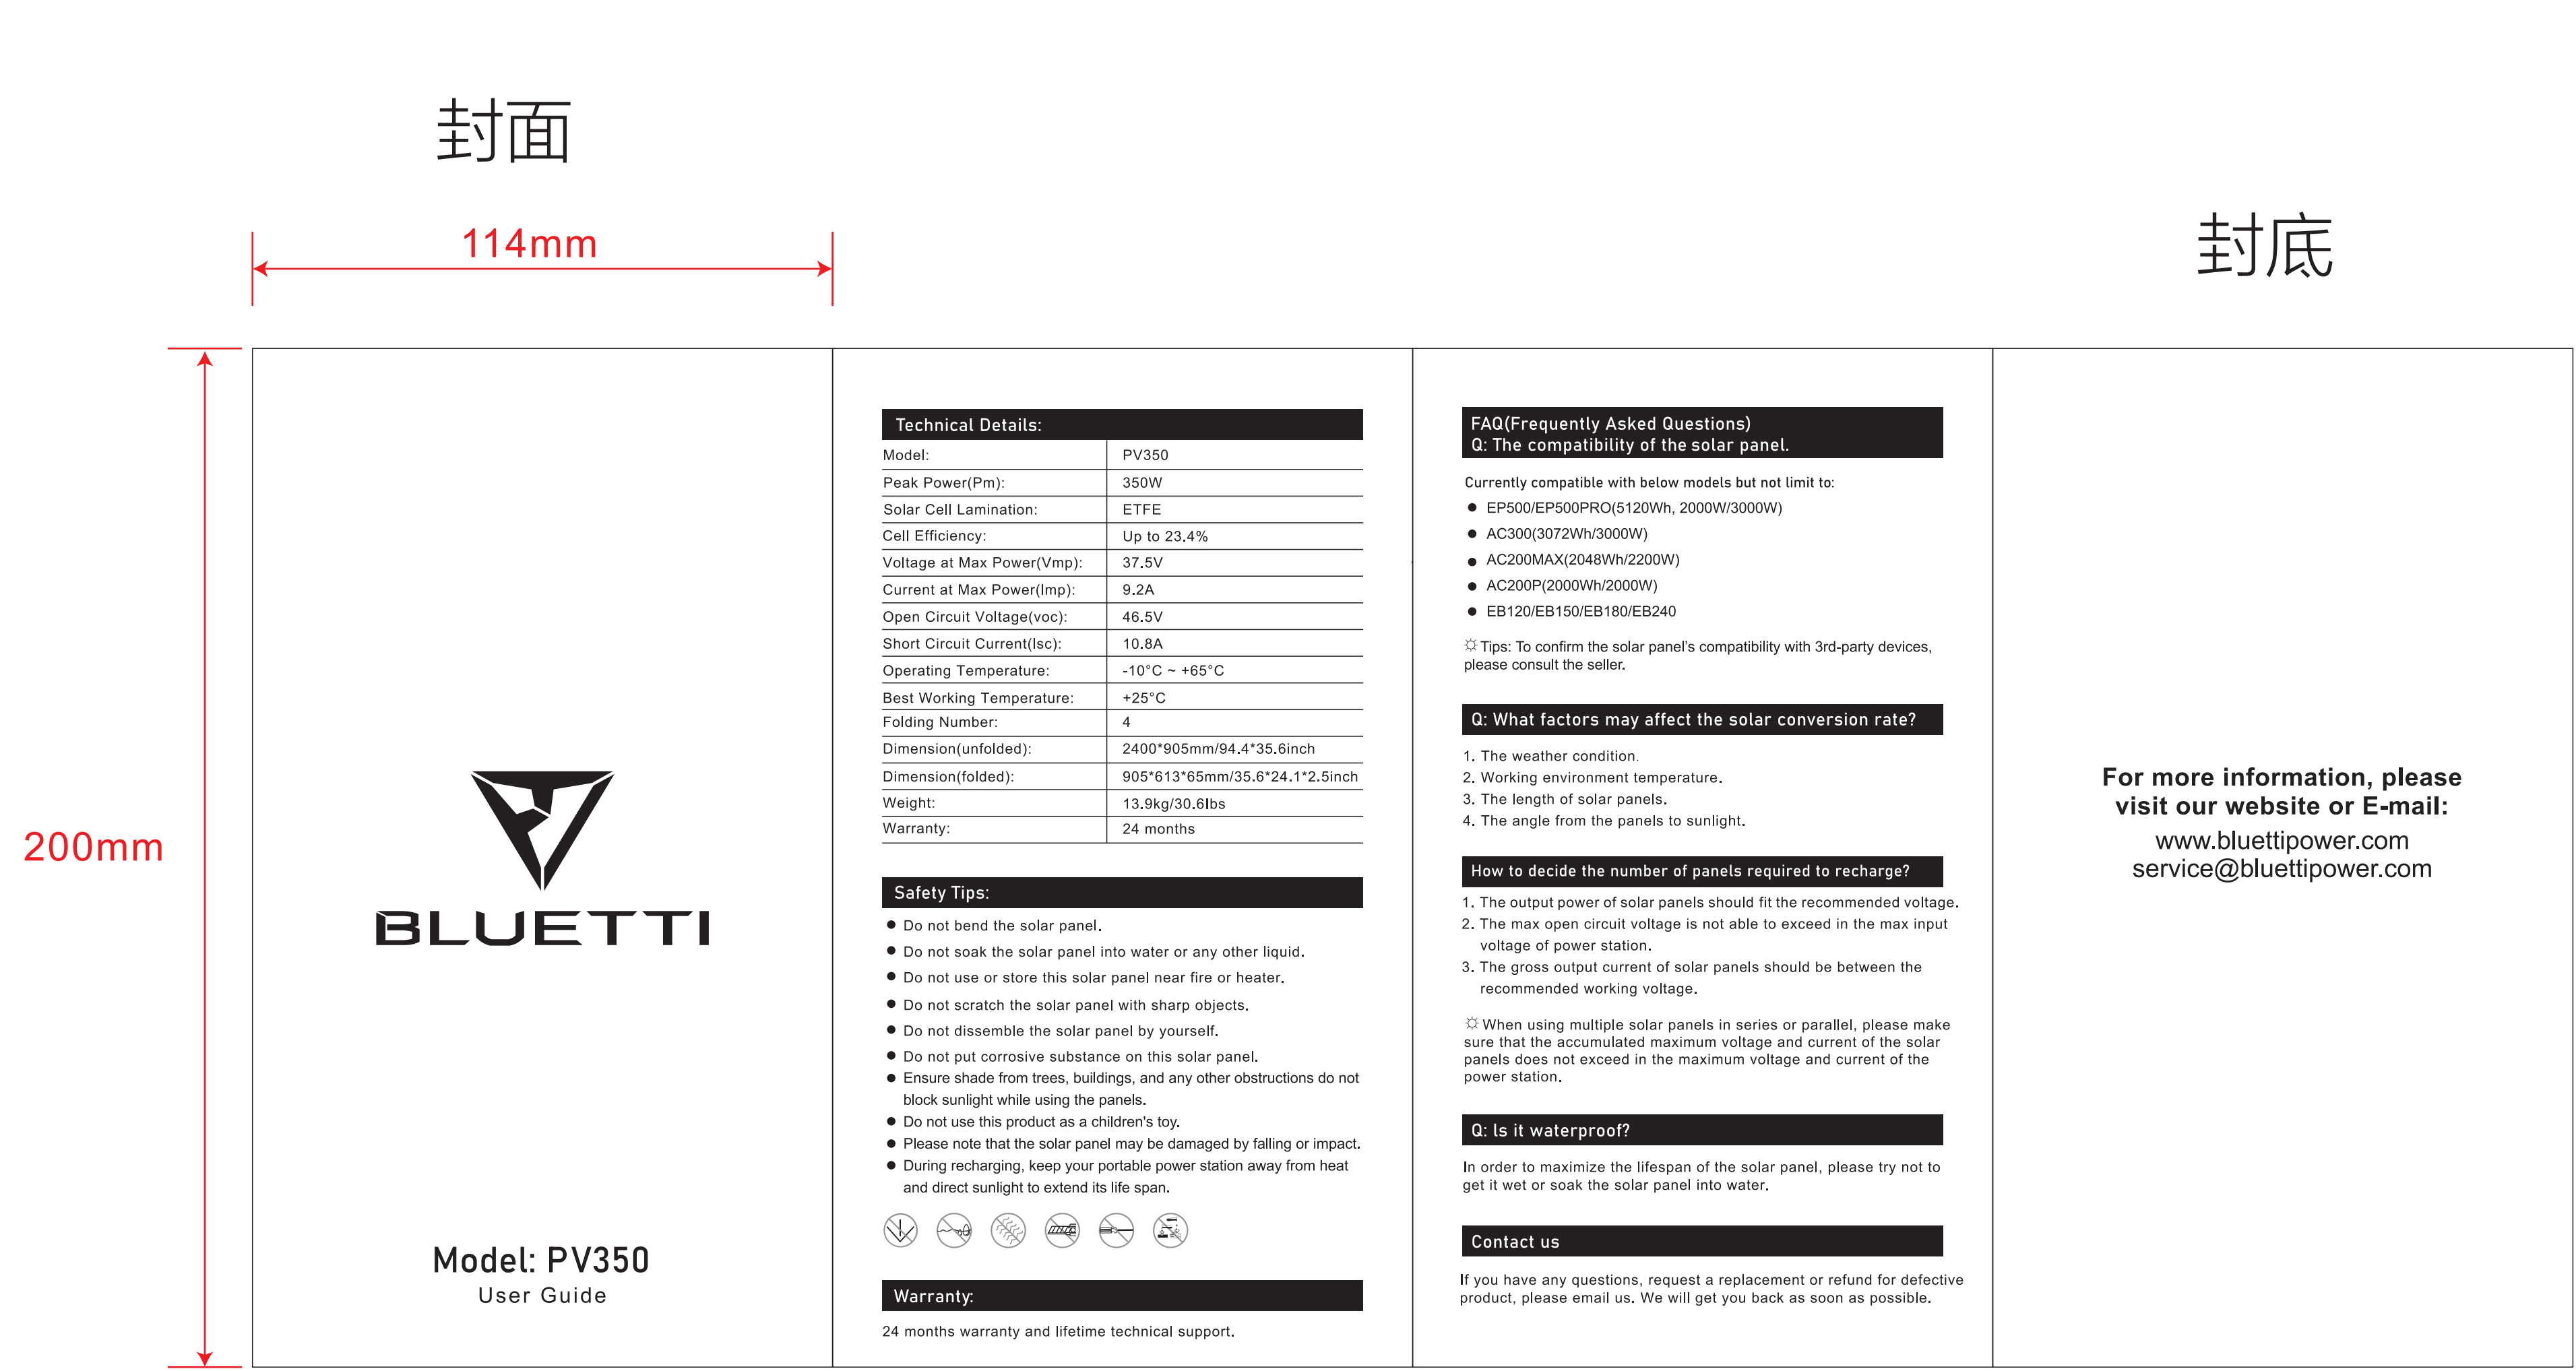 封面
114mm
封底
200mm
BLUETTI
Model: PV350
User Guide
Technical Details:
Model: PV350
Peak Power(Pm): 350W
Solar Cell Lamination: ETFE
Cell Efficiency: Up to 23.4%
Voltage at Max Power(Vmp): 37.5V
Current at Max Power(Imp): 9.2A
Open Circuit Voltage(voc): 46.5V
Short Circuit Current(Isc): 10.8A
Operating Temperature: -10°C ~ +65°C
Best Working Temperature: +25°C
Folding Number: 4
Dimension(unfolded): 2400*905mm/94.4*35.6inch
Dimension(folded): 905*613*65mm/35.6*24.1*2.5inch
Weight: 13.9kg/30.6lbs
Warranty: 24 months
Safety Tips:
● Do not bend the solar panel.
● Do not soak the solar panel into water or any other liquid.
● Do not use or store this solar panel near fire or heater.
● Do not scratch the solar panel with sharp objects.
● Do not dissemble the solar panel by yourself.
● Do not put corrosive substance on this solar panel.
● Ensure shade from trees, buildings, and any other obstructions do not
block sunlight while using the panels.
● Do not use this product as a children's toy.
● Please note that the solar panel may be damaged by falling or impact.
● During recharging, keep your portable power station away from heat
and direct sunlight to extend its life span.
Warranty:
24 months warranty and lifetime technical support.
FAQ(Frequently Asked Questions)
Q: The compatibility of the solar panel.
Currently compatible with below models but not limit to:
● EP500/EP500PRO(5120Wh, 2000W/3000W)
● AC300(3072Wh/3000W)
● AC200MAX(2048Wh/2200W)
● AC200P(2000Wh/2000W)
● EB120/EB150/EB180/EB240
☼ Tips: To confirm the solar panel's compatibility with 3rd-party devices,
please consult the seller.
Q: What factors may affect the solar conversion rate?
1. The weather condition.
2. Working environment temperature.
3. The length of solar panels.
4. The angle from the panels to sunlight.
How to decide the number of panels required to recharge?
1. The output power of solar panels should fit the recommended voltage.
2. The max open circuit voltage is not able to exceed in the max input
voltage of power station.
3. The gross output current of solar panels should be between the
recommended working voltage.
☼ When using multiple solar panels in series or parallel, please make
sure that the accumulated maximum voltage and current of the solar
panels does not exceed in the maximum voltage and current of the
power station.
Q: Is it waterproof?
In order to maximize the lifespan of the solar panel, please try not to
get it wet or soak the solar panel into water.
Contact us
If you have any questions, request a replacement or refund for defective
product, please email us. We will get you back as soon as possible.
For more information, please
visit our website or E-mail:
www.bluettipower.com
service@bluettipower.com